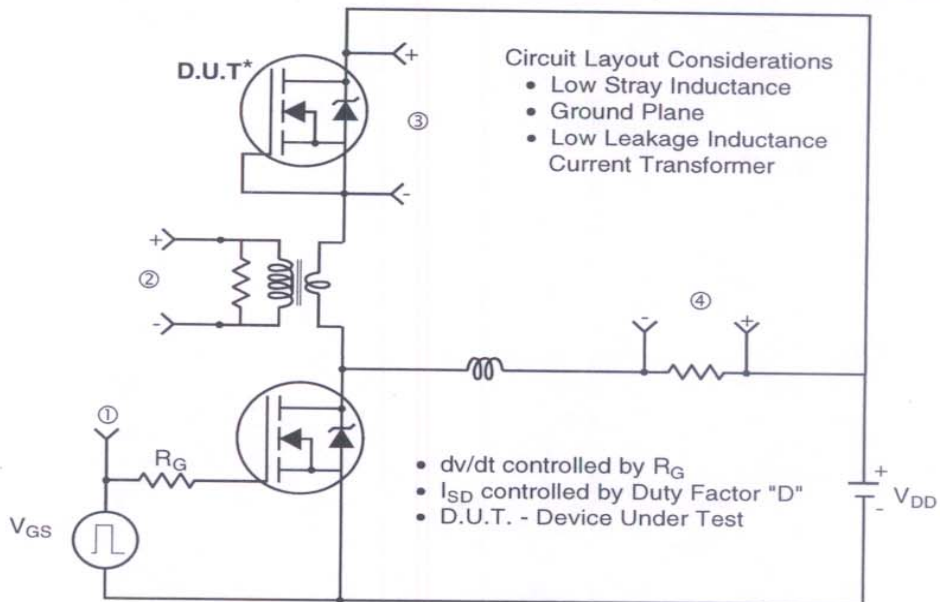 D.U.T*
+
③
-
Circuit Layout Considerations
• Low Stray Inductance
• Ground Plane
• Low Leakage Inductance
Current Transformer
+
②
-
④
-
+
①
RG
VGS
• dv/dt controlled by RG
• ISD controlled by Duty Factor "D"
• D.U.T. - Device Under Test
+
-
VDD